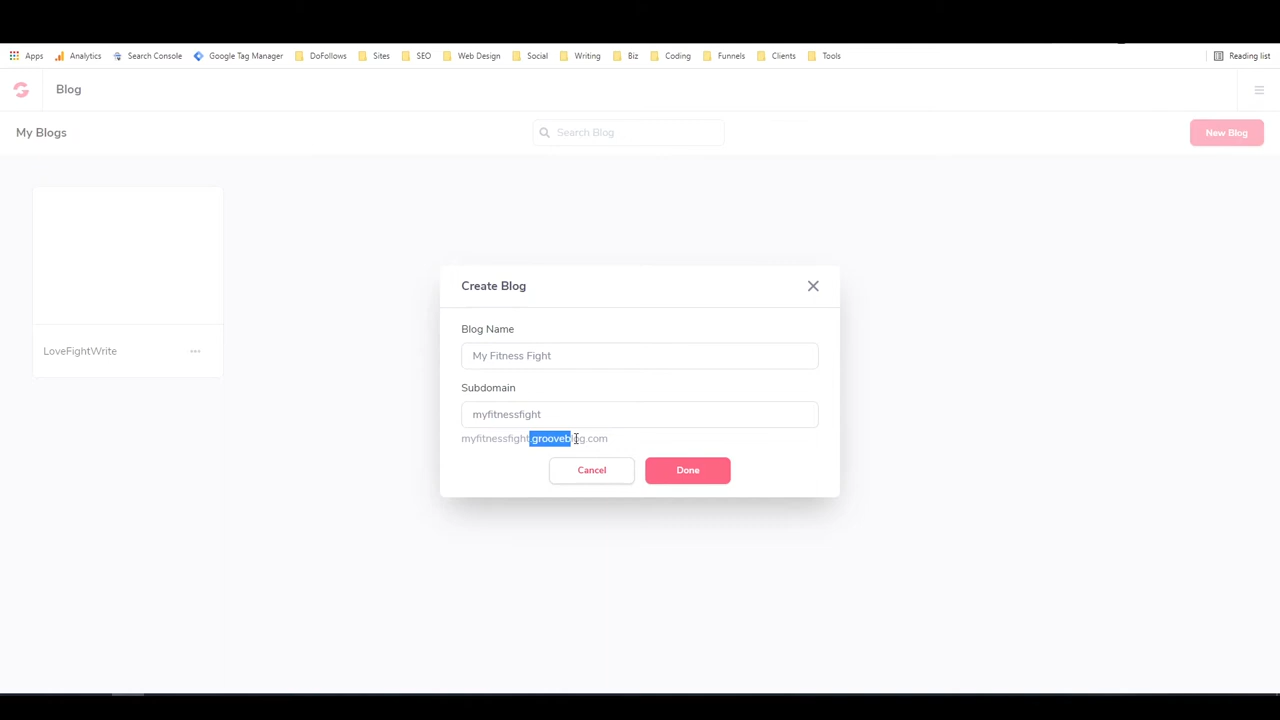 Apps Analytics Search Console Google Tag Manager DoFollows Sites SEO Web Design Social Writing Biz Coding Funnels Clients Tools Reading list
Blog
My Blogs Search Blog New Blog
LoveFightWrite
Create Blog
Blog Name
My Fitness Fight
Subdomain
myfitnessfight
myfitnessfight.grooveblog.com
Cancel Done